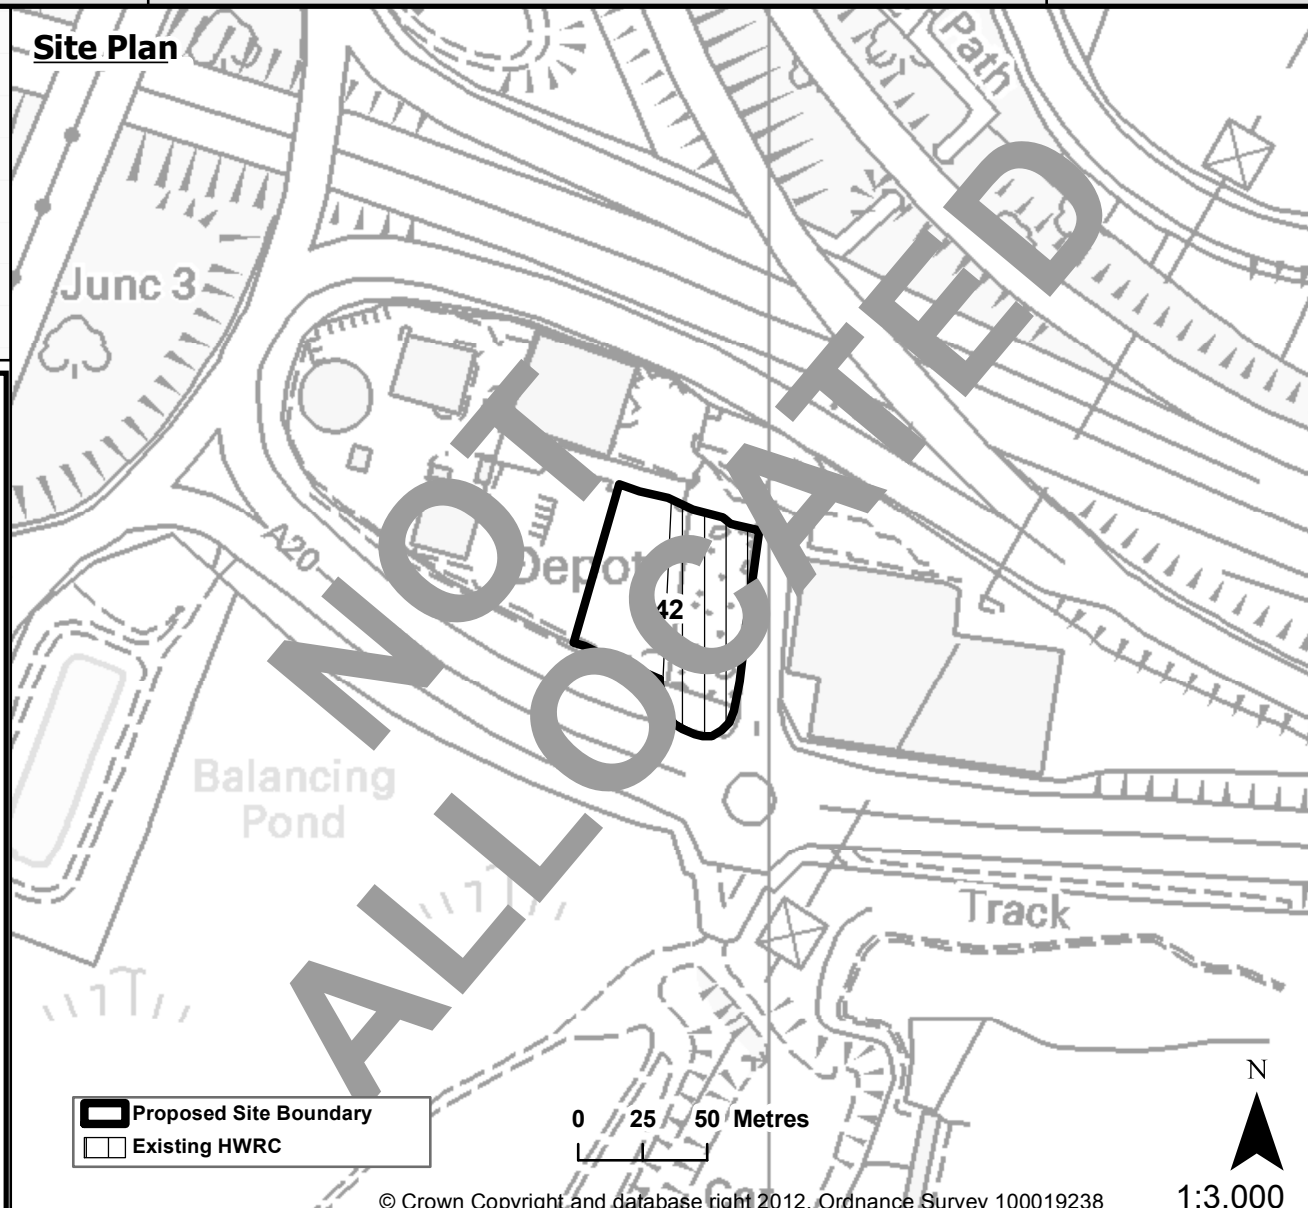 Site Plan
Path
Junc 3
A20
Depot
42
NOT
ALLOCATED
Balancing
Pond
Track
Proposed Site Boundary
Existing HWRC
0 25 50 Metres
N
© Crown Copyright and database right 2012. Ordnance Survey 100019238
1:3,000